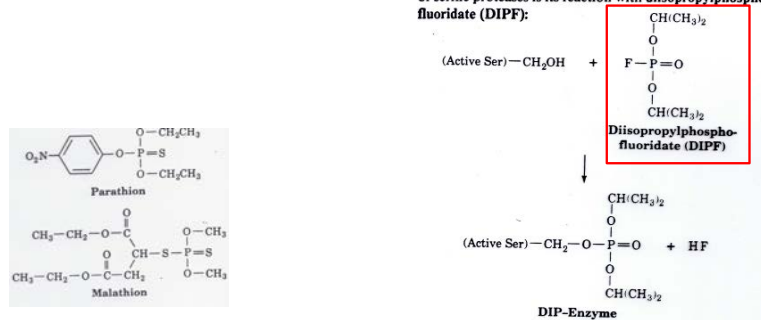 fluoridate (DIPF):
CH(CH₃)₂
O
(Active Ser)—CH₂OH + F—P=O
O
CH(CH₃)₂
Diisopropylphospho-
fluoridate (DIPF)
CH(CH₃)₂
O
(Active Ser)—CH₂—O—P=O + HF
O
CH(CH₃)₂
DIP–Enzyme
O—CH₂CH₃
O₂N— —O—P=S
O—CH₂CH₃
Parathion
O
CH₃—CH₂—O—C O—CH₃
O CH—S—P=S
CH₃—CH₂—O—C—CH₂ O—CH₃
Malathion